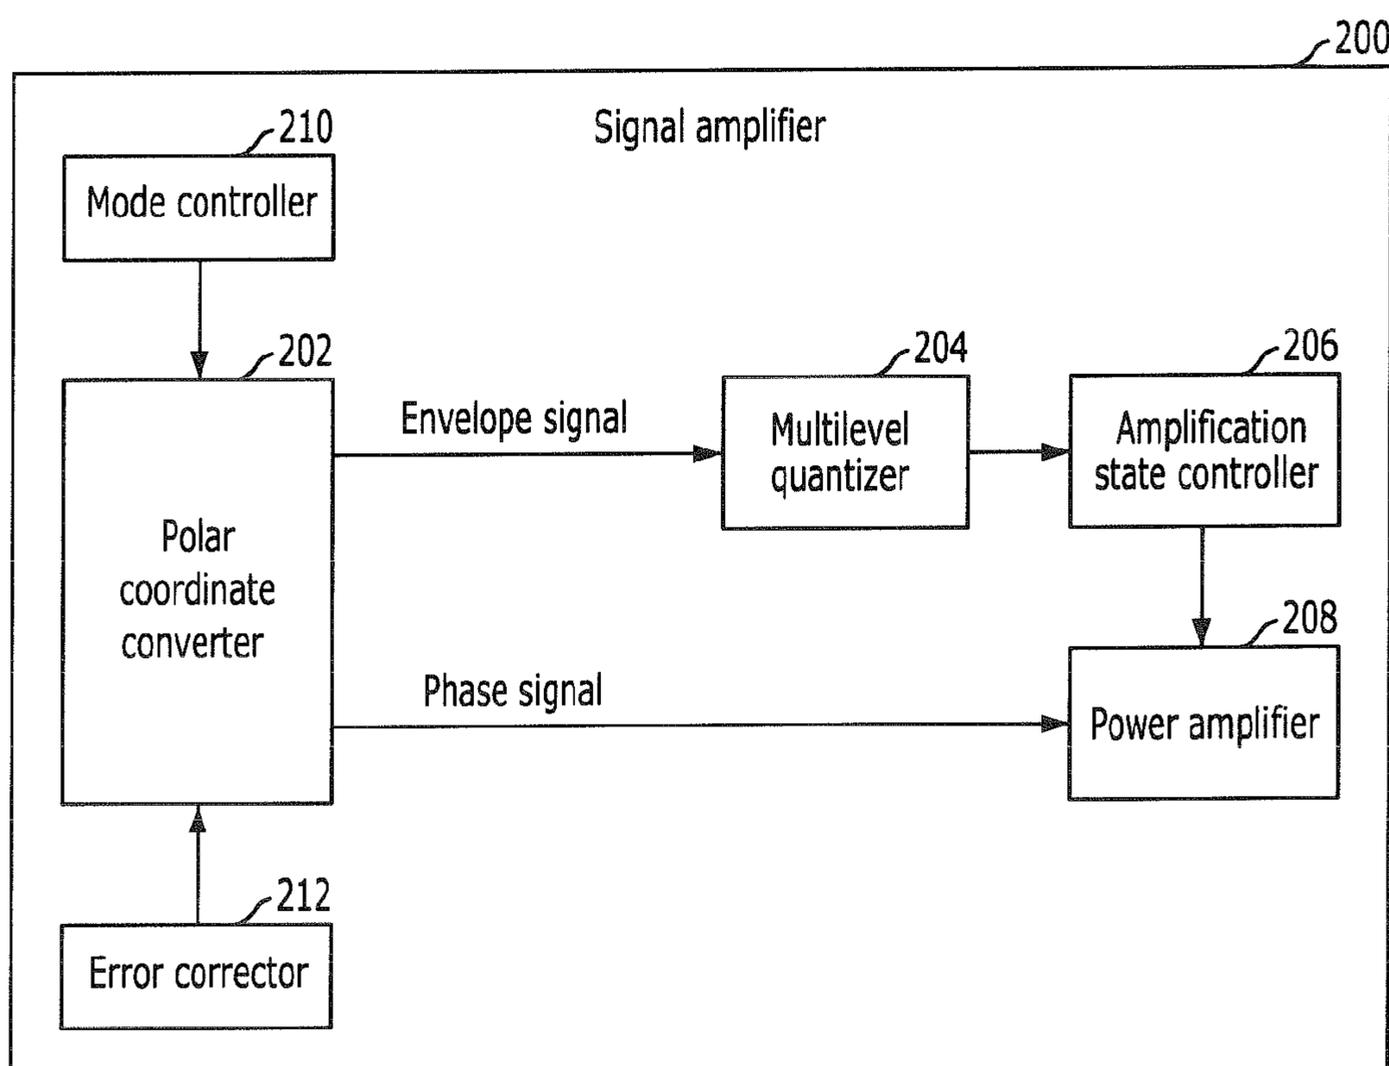 200
Signal amplifier
210
Mode controller
202
Polar
coordinate
converter
Envelope signal
204
Multilevel
quantizer
206
Amplification
state controller
Phase signal
208
Power amplifier
212
Error corrector